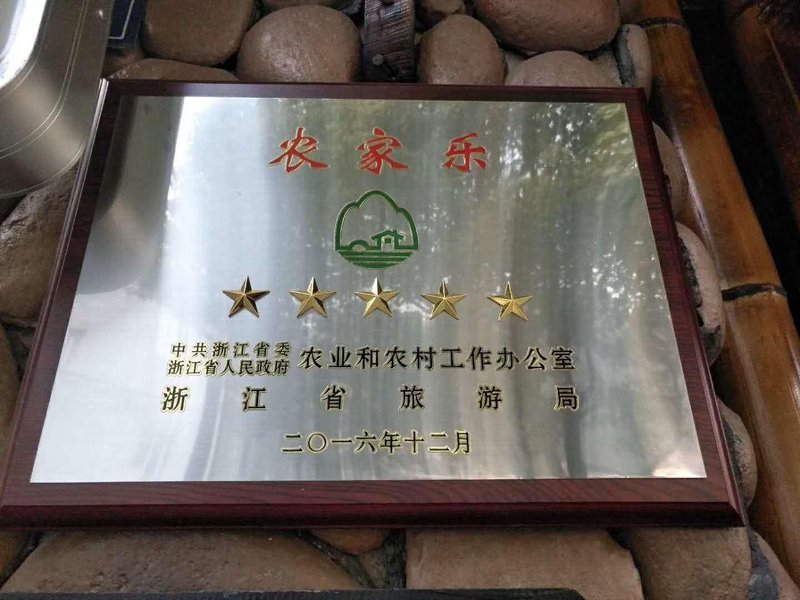 农家乐
中共浙江省委
浙江省人民政府
农业和农村工作办公室
浙江省旅游局
二〇一六年十二月